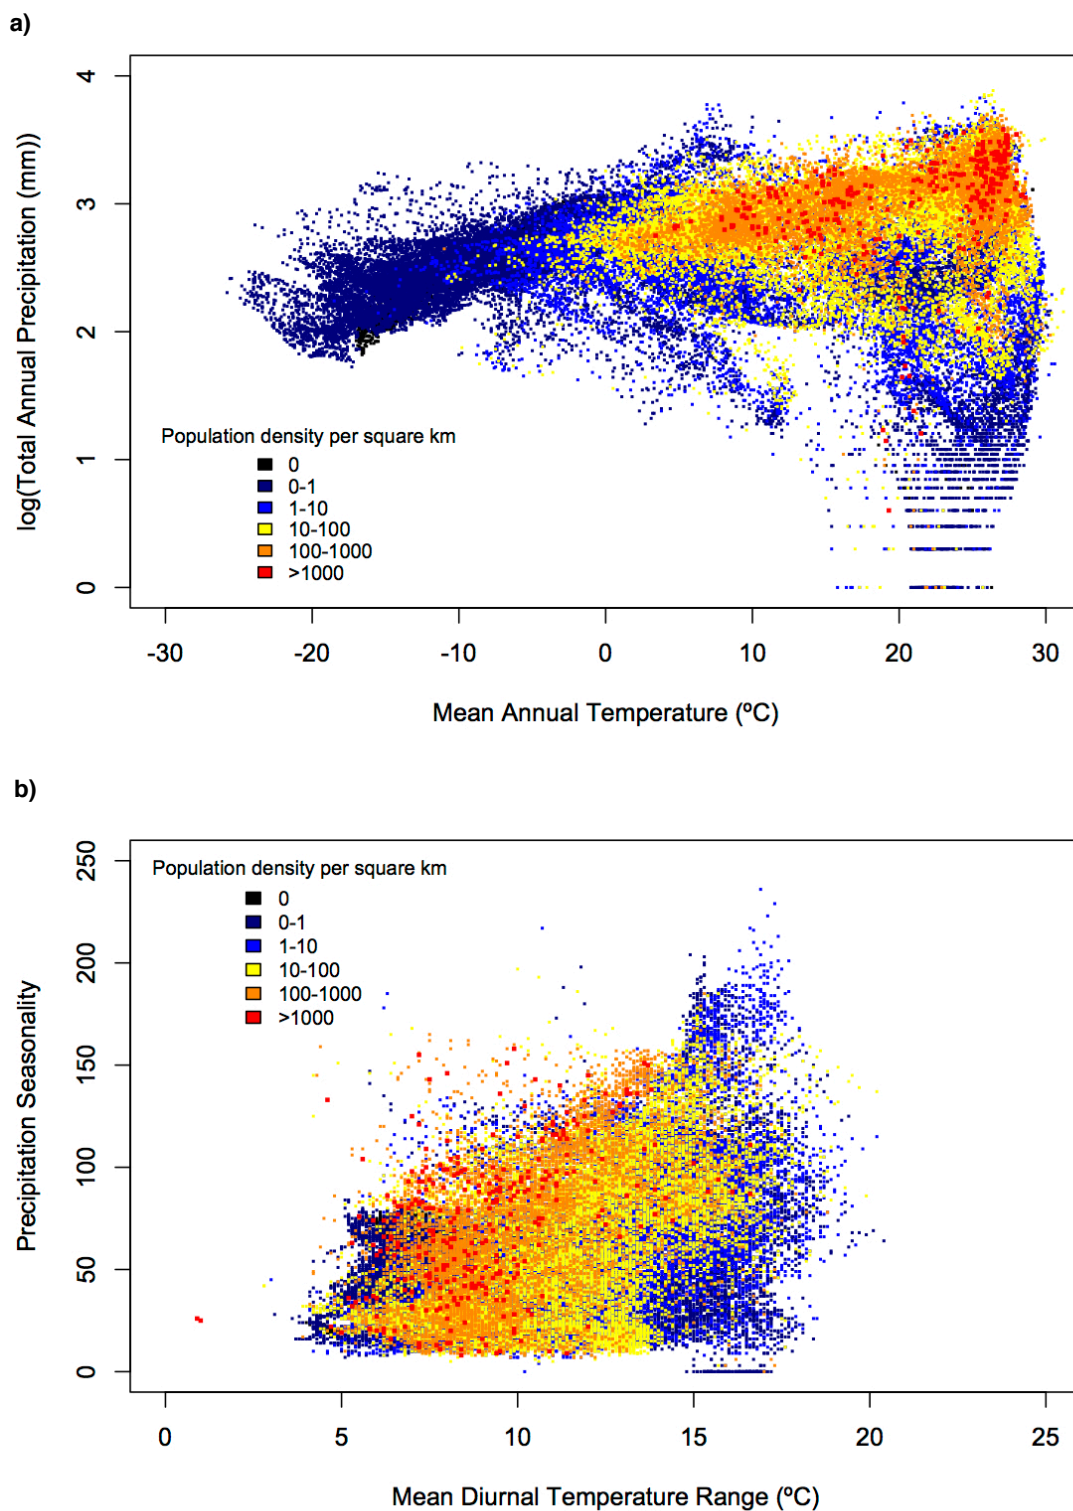 a)
log(Total Annual Precipitation (mm))
4
3
2
1
0
Population density per square km
0
0-1
1-10
10-100
100-1000
>1000
-30 -20 -10 0 10 20 30
Mean Annual Temperature (ºC)
b)
Precipitation Seasonality
250
200
150
100
50
0
Population density per square km
0
0-1
1-10
10-100
100-1000
>1000
0 5 10 15 20 25
Mean Diurnal Temperature Range (ºC)